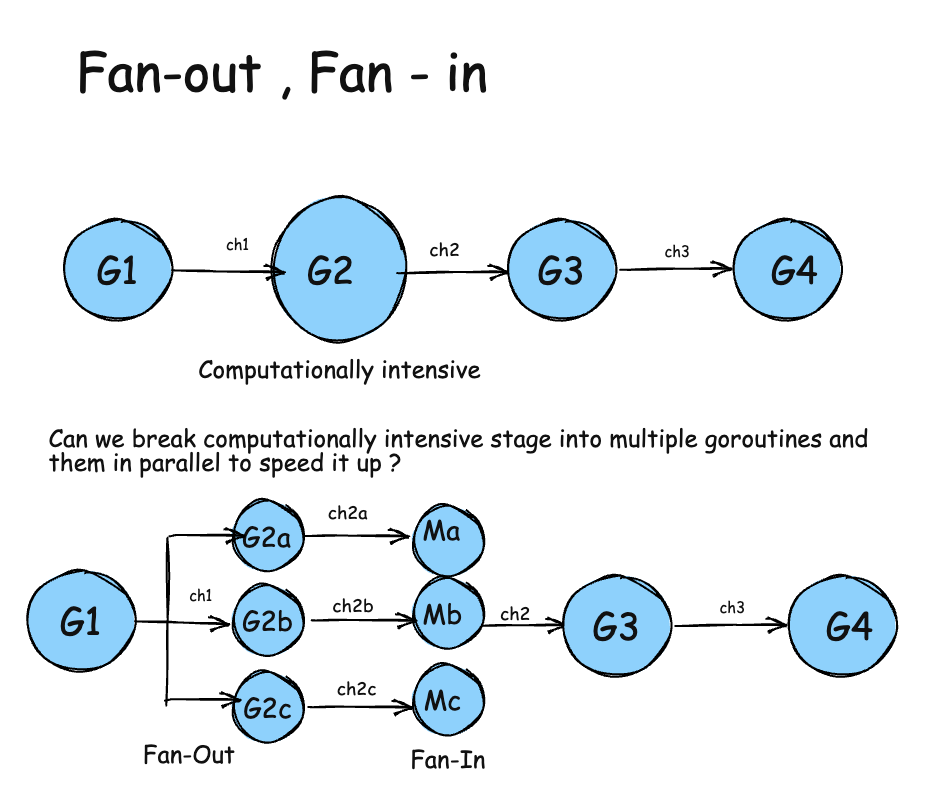 Fan-out , Fan - in
ch1
ch2
ch3
G1
G2
G3
G4
Computationally intensive
Can we break computationally intensive stage into multiple goroutines and
them in parallel to speed it up ?
ch2a
G2a
Ma
ch1
ch2b
ch2
ch3
G1
G2b
Mb
G3
G4
ch2c
G2c
Mc
Fan-Out
Fan-In